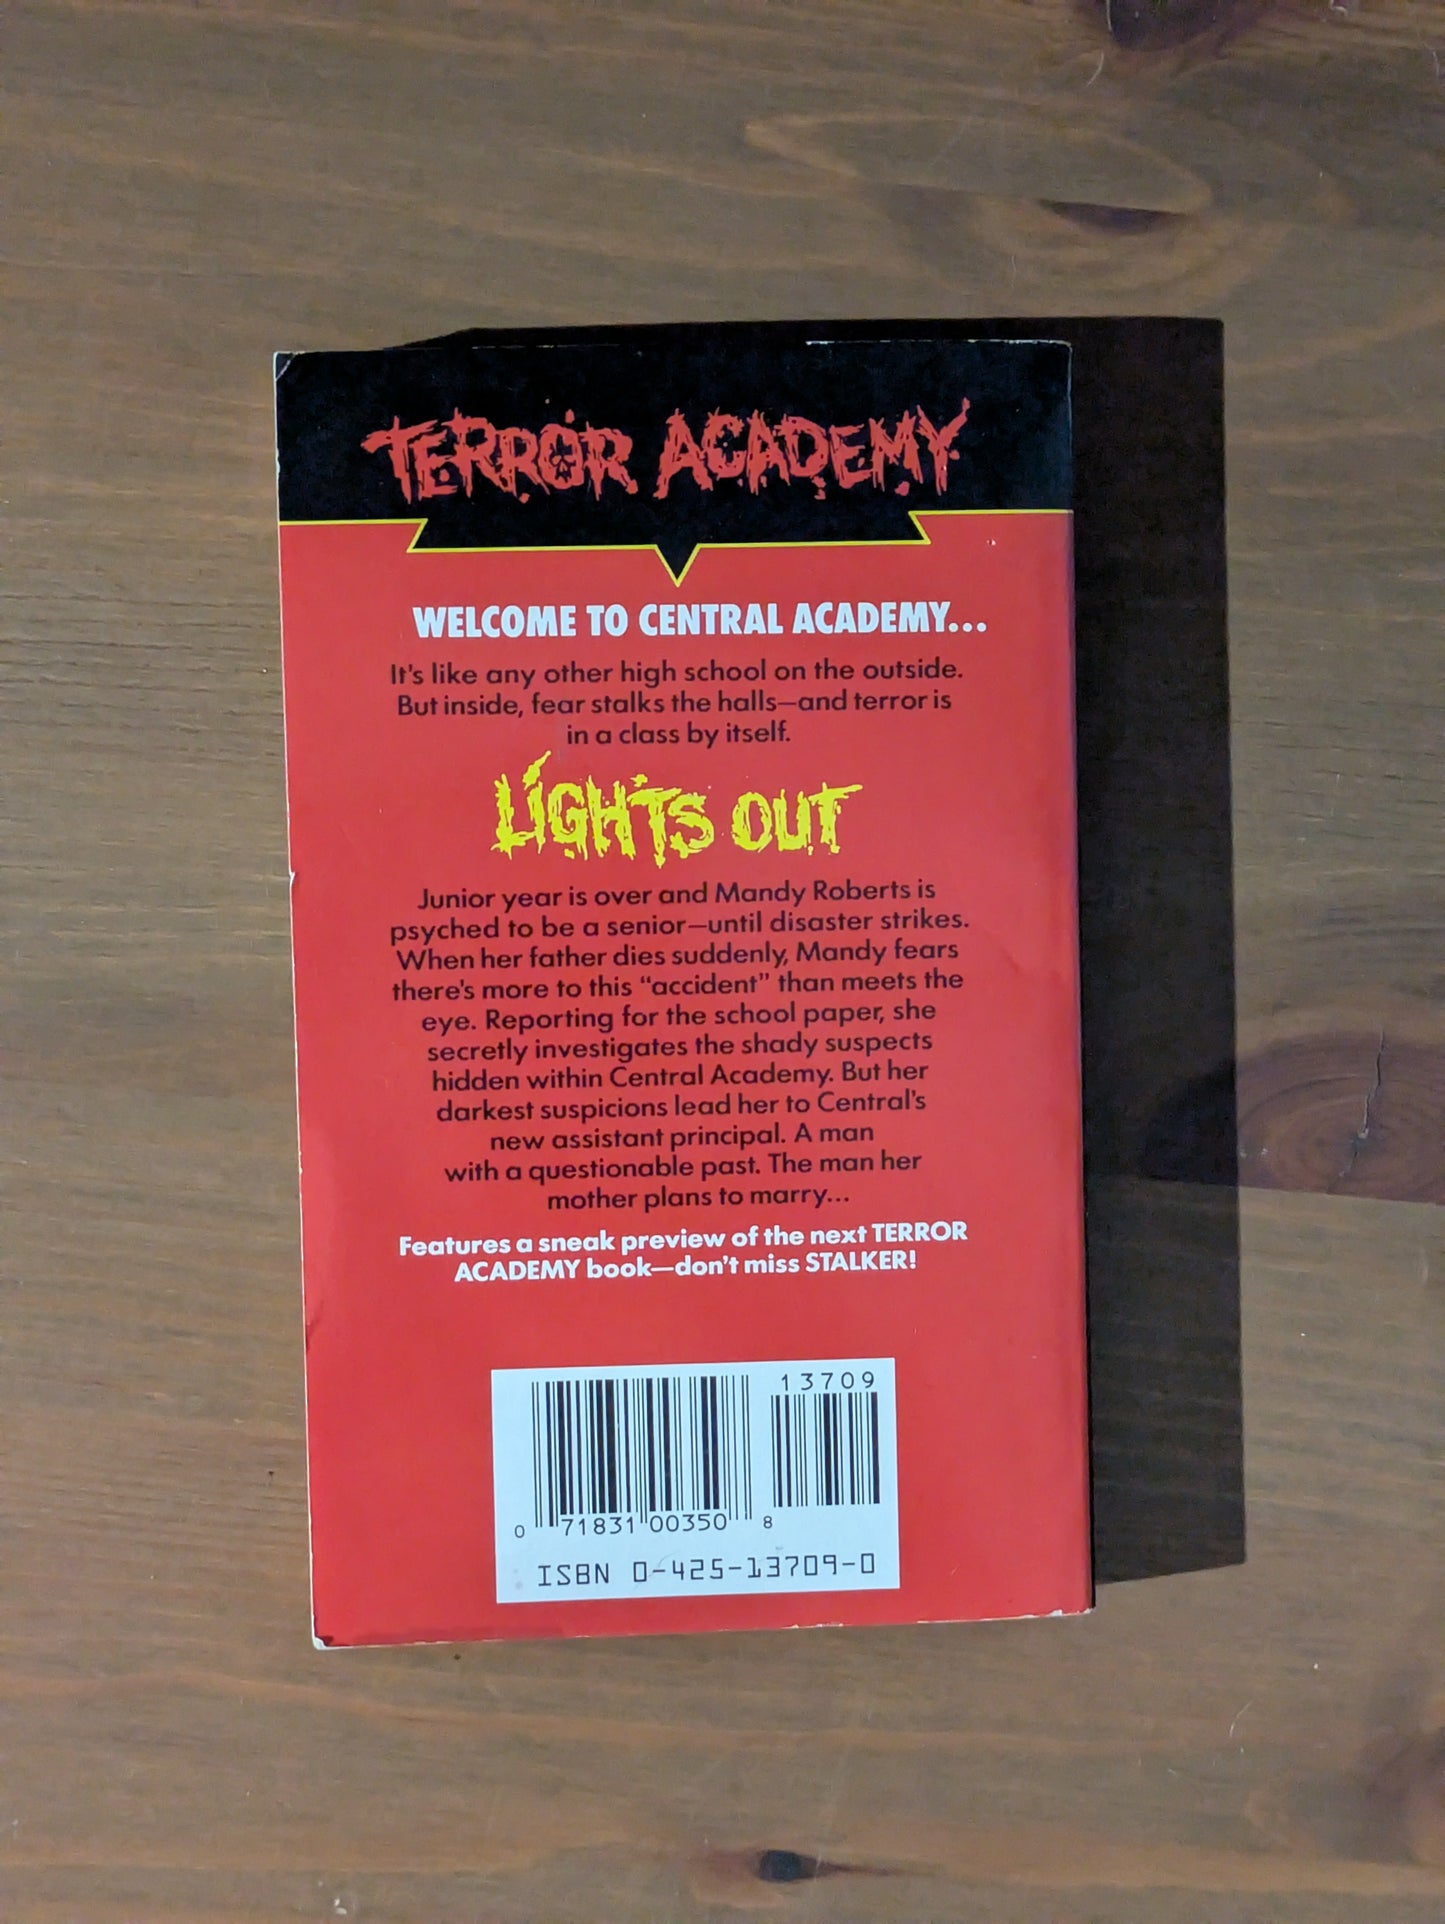 TERROR ACADEMY
WELCOME TO CENTRAL ACADEMY...
It's like any other high school on the outside.
But inside, fear stalks the halls—and terror is
in a class by itself.
LIGHTS OUT
Junior year is over and Mandy Roberts is
psyched to be a senior—until disaster strikes.
When her father dies suddenly, Mandy fears
there's more to this “accident” than meets the
eye. Reporting for the school paper, she
secretly investigates the shady suspects
hidden within Central Academy. But her
darkest suspicions lead her to Central's
new assistant principal. A man
with a questionable past. The man her
mother plans to marry...
Features a sneak preview of the next TERROR
ACADEMY book—don't miss STALKER!
13709
0 71831 00350 8
ISBN 0-425-13709-0